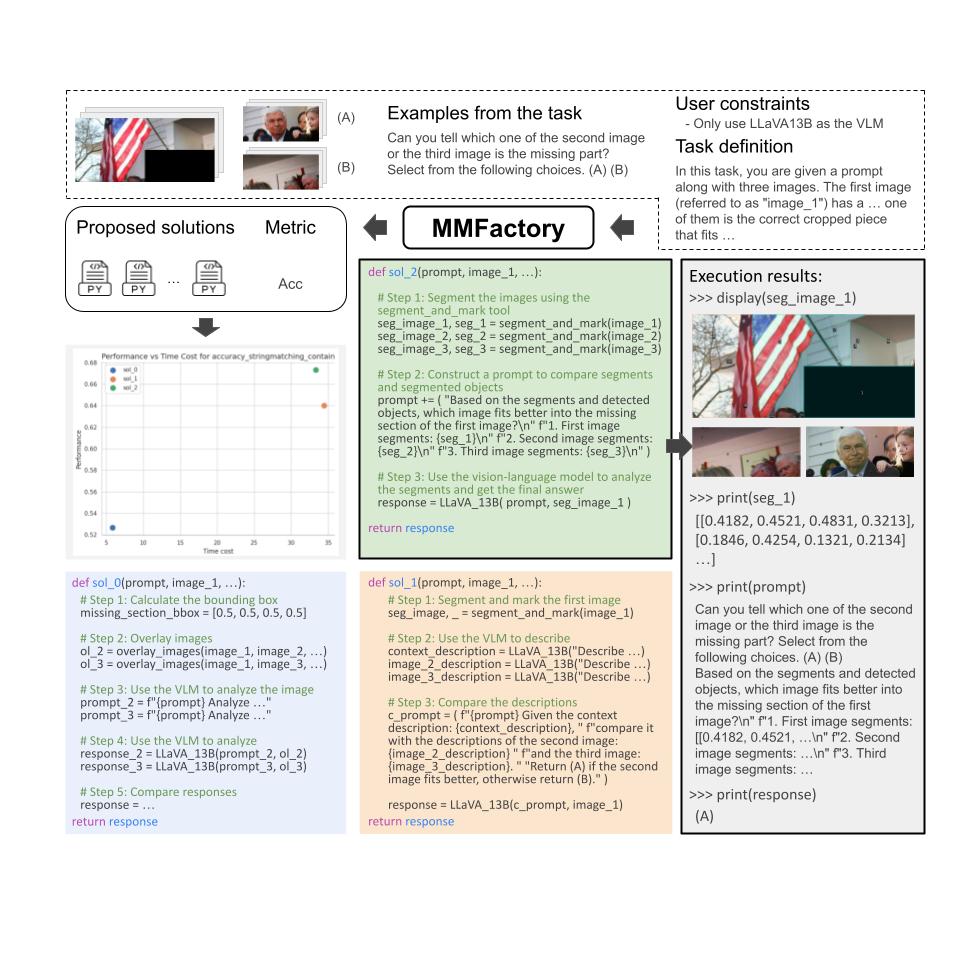 (A)
(B)
Examples from the task
Can you tell which one of the second image
or the third image is the missing part?
Select from the following choices. (A) (B)
User constraints
- Only use LLaVA13B as the VLM
Task definition
In this task, you are given a prompt
along with three images. The first image
(referred to as "image_1") has a … one
of them is the correct cropped piece
that fits …
MMFactory
Proposed solutions Metric
PY PY … PY
Acc
Performance vs Time Cost for accuracy_stringmatching_contain
sol_0
sol_1
sol_2
0.68
0.66
0.64
0.62
0.60
0.58
0.56
0.54
0.52
Performance
5 10 15 20 25 30 35
Time cost
def sol_2(prompt, image_1, …):
# Step 1: Segment the images using the
segment_and_mark tool
seg_image_1, seg_1 = segment_and_mark(image_1)
seg_image_2, seg_2 = segment_and_mark(image_2)
seg_image_3, seg_3 = segment_and_mark(image_3)
# Step 2: Construct a prompt to compare segments
and segmented objects
prompt += ( "Based on the segments and detected
objects, which image fits better into the missing
section of the first image?\n" f"1. First image
segments: {seg_1}\n" f"2. Second image segments:
{seg_2}\n" f"3. Third image segments: {seg_3}\n" )
# Step 3: Use the vision-language model to analyze
the segments and get the final answer
response = LLaVA_13B( prompt, seg_image_1 )
return response
def sol_0(prompt, image_1, …):
# Step 1: Calculate the bounding box
missing_section_bbox = [0.5, 0.5, 0.5, 0.5]
# Step 2: Overlay images
ol_2 = overlay_images(image_1, image_2, …)
ol_3 = overlay_images(image_1, image_3, …)
# Step 3: Use the VLM to analyze the image
prompt_2 = f"{prompt} Analyze …"
prompt_3 = f"{prompt} Analyze …"
# Step 4: Use the VLM to analyze
response_2 = LLaVA_13B(prompt_2, ol_2)
response_3 = LLaVA_13B(prompt_3, ol_3)
# Step 5: Compare responses
response = …
return response
def sol_1(prompt, image_1, …):
# Step 1: Segment and mark the first image
seg_image, _ = segment_and_mark(image_1)
# Step 2: Use the VLM to describe
context_description = LLaVA_13B("Describe …)
image_2_description = LLaVA_13B("Describe …)
image_3_description = LLaVA_13B("Describe …)
# Step 3: Compare the descriptions
c_prompt = ( f"{prompt} Given the context
description: {context_description}, " f"compare it
with the descriptions of the second image:
{image_2_description} " f"and the third image:
{image_3_description}. " "Return (A) if the second
image fits better, otherwise return (B)." )
response = LLaVA_13B(c_prompt, image_1)
return response
Execution results:
>>> display(seg_image_1)
>>> print(seg_1)
[[0.4182, 0.4521, 0.4831, 0.3213],
[0.1846, 0.4254, 0.1321, 0.2134]
…]
>>> print(prompt)
Can you tell which one of the second
image or the third image is the
missing part? Select from the
following choices. (A) (B)
Based on the segments and detected
objects, which image fits better into
the missing section of the first
image?\n" f"1. First image segments:
[[0.4182, 0.4521, …\n" f"2. Second
image segments: …\n" f"3. Third
image segments: …
>>> print(response)
(A)